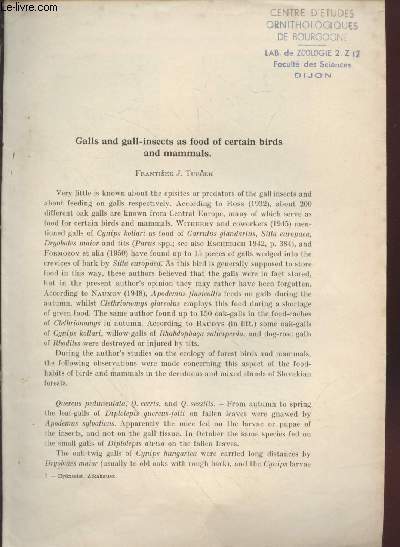 www.le-livre.com
CENTRE D'ETUDES
ORNITHOLOGIQUES
DE BOURGOGNE
LAB. de ZOOLOGIE 2. Z 12
Faculté des Sciences
DIJON
Galls and gall-insects as food of certain birds
and mammals.
FRANTIŠEK J. TURČEK
Very little is known about the episites or predators of the gall insects and
about feeding on galls respectively. According to ROSS (1932), about 200
different oak galls are known from Central Europe, many of which serve as
food for birds and mammals. WITHERBY and coworkers (1945) men-
tioned galls of Cynips kollari as food of Garrulus glandarius, Sitta europaea,
Dryobates maior and tits (Parus spp.; see also ESCHERICH 1942, p. 384), and
FORMOZOV et alia (1950) have found up to 15 pieces of galls wedged into the
crevices of bark by Sitta europaea. As this bird is generally supposed to store
food in this way, these authors believed that the galls were in fact stored,
but in the present author's opinion they may rather have been forgotten.
According to NAUMOV (1948), Apodemus flavicollis feeds on galls during the
autumn, whilst Clethrionomys glareolus employs this food during a shortage
of given food. The same author found up to 150 oak-galls in the food-caches
of Clethrionomys in autumn. According to (in litt.) some oak-galls
of Cynips kollari, willow-galls of Rhabdophaga saliciperda, and dog-rose galls
of Rhodites were destroyed or injured by tits.
During the author's studies on the ecology of forest birds and mammals,
the following observations were made concerning this aspect of the food-
habits of birds and mammals in the deciduous and mixed stands of Slovakian
forests.
Quercus pedunculata, Q. cerris, and Q. sessilis. — From autumn to spring
the leaf-galls of Diplolepis quercus-folii on fallen leaves were gnawed by
Apodemus sylvaticus. Apparently the mice fed on the larvae or pupae of
the insects, and not on the gall tissue. In October the same species fed on
the small galls of Diplolepis divisa on the fallen leaves.
The oak-twig galls of Cynips hungarica were carried long distances by
Dryobates maior (usually to old oaks with rough bark), and the Cynips larvae